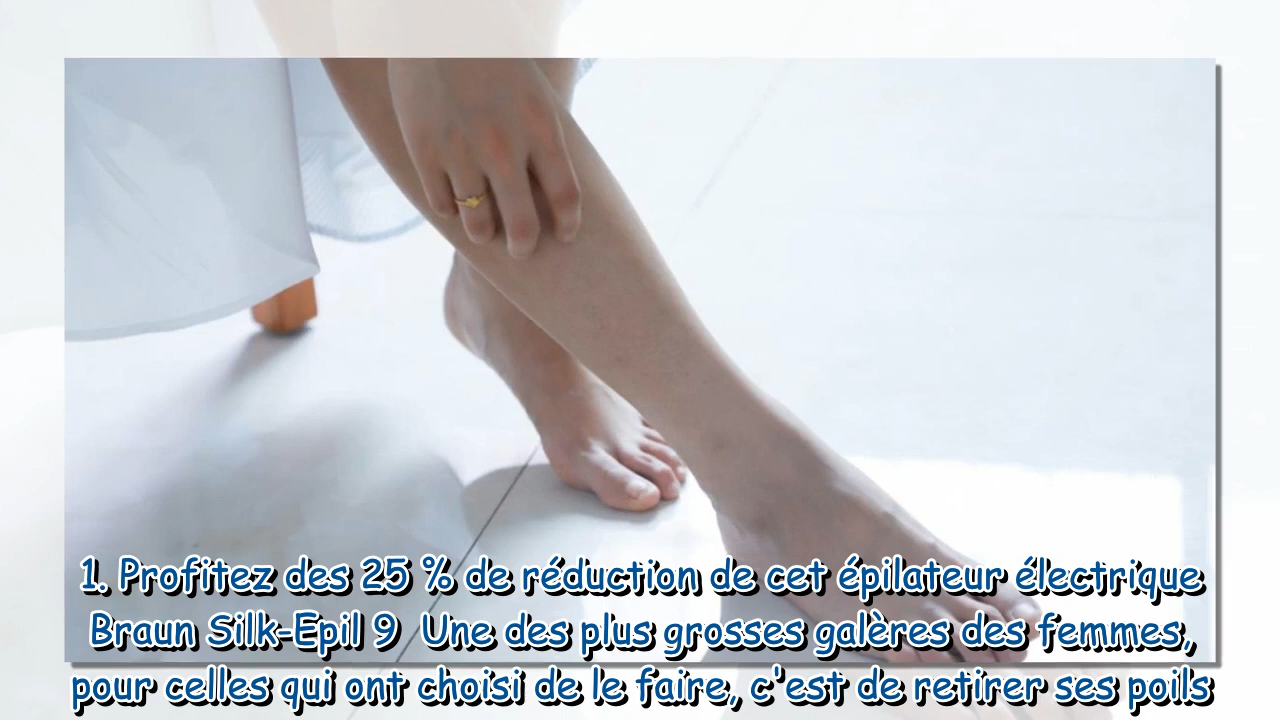 1. Profitez des 25 % de réduction de cet épilateur électrique
Braun Silk-Epil 9  Une des plus grosses galères des femmes,
pour celles qui ont choisi de le faire, c'est de retirer ses poils